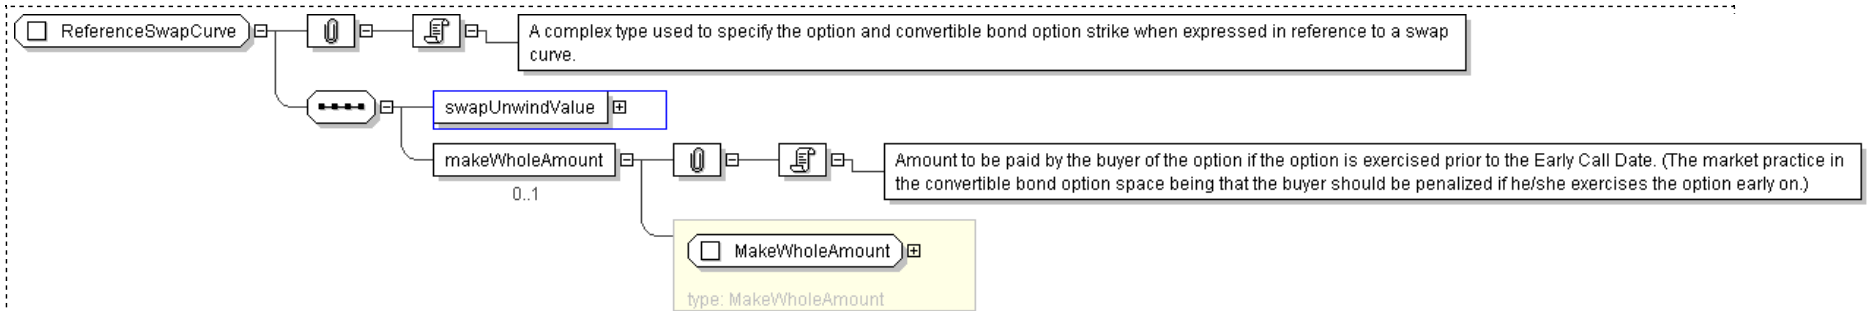 ReferenceSwapCurve
A complex type used to specify the option and convertible bond option strike when expressed in reference to a swap
curve.
swapUnwindValue
makeWholeAmount
0..1
Amount to be paid by the buyer of the option if the option is exercised prior to the Early Call Date. (The market practice in
the convertible bond option space being that the buyer should be penalized if he/she exercises the option early on.)
MakeWholeAmount
type: MakeWholeAmount